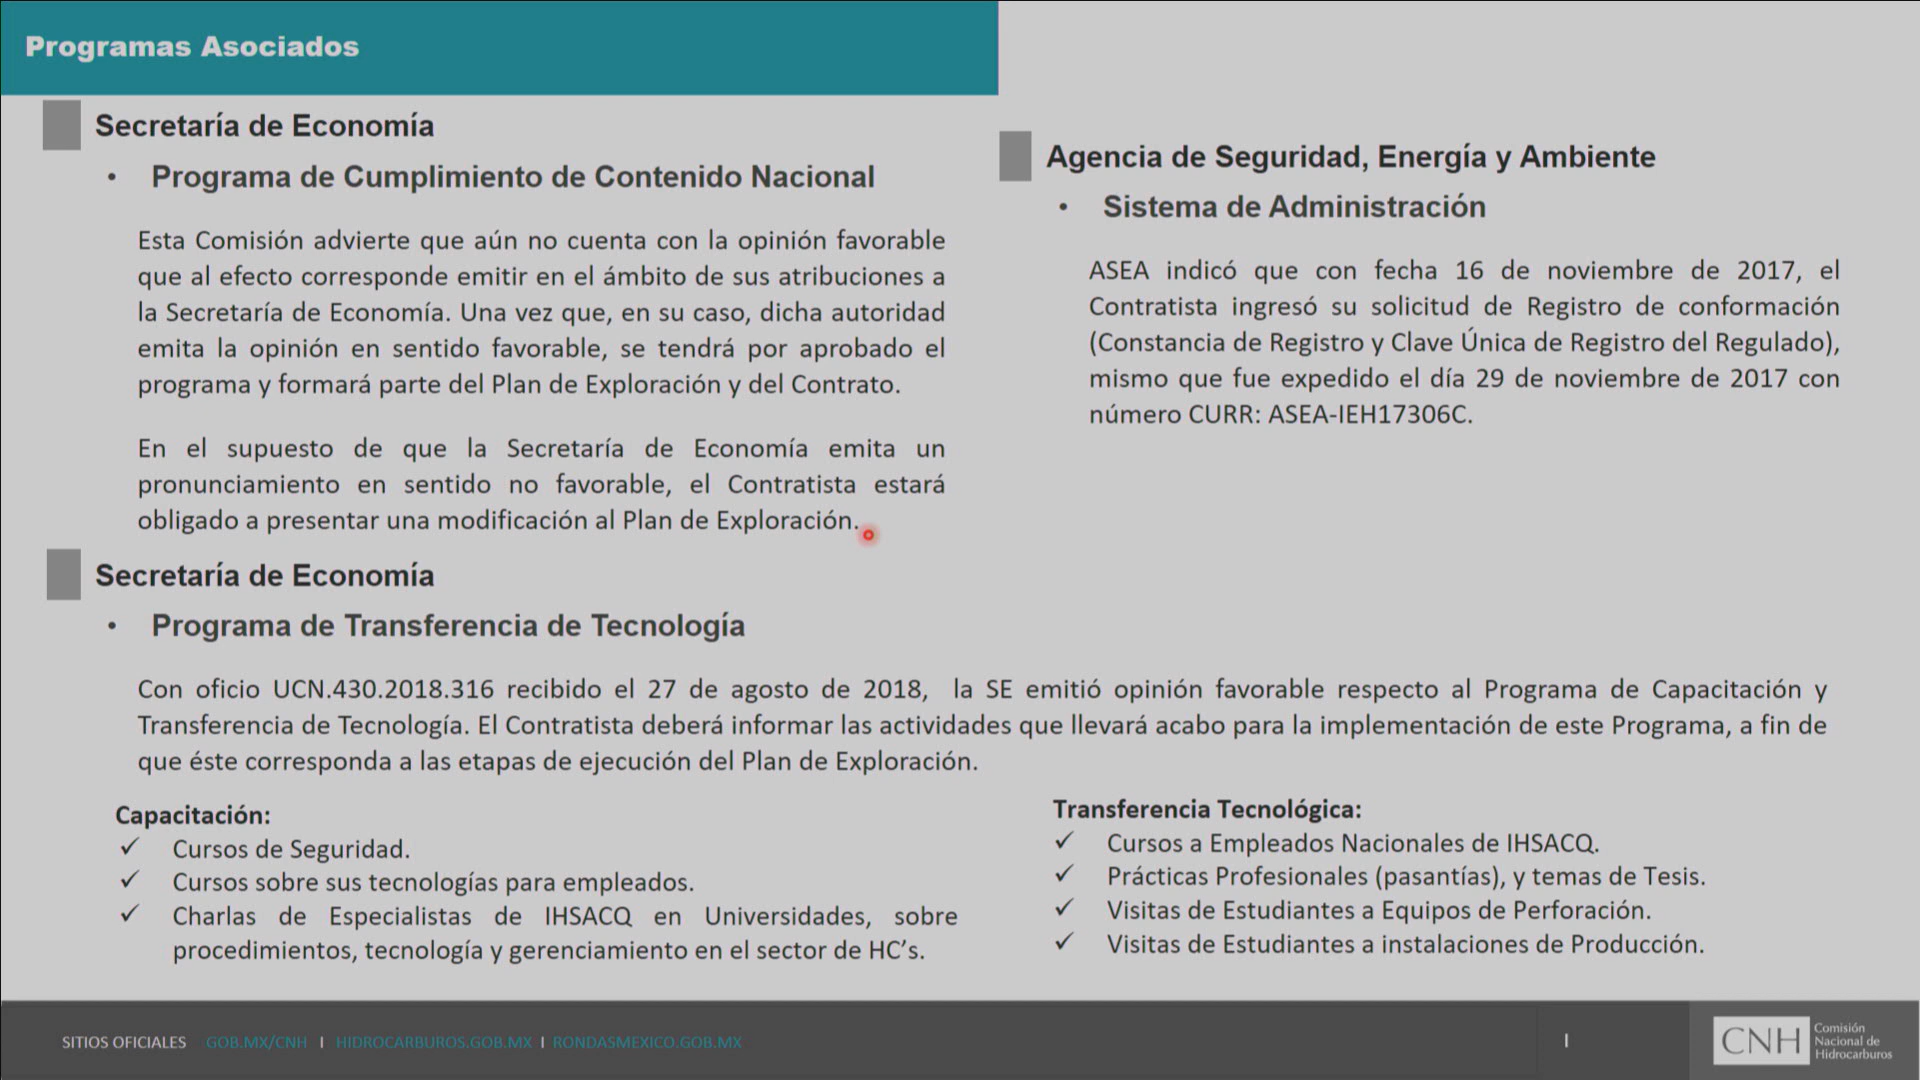 Programas Asociados
Secretaría de Economía
• Programa de Cumplimiento de Contenido Nacional
Esta Comisión advierte que aún no cuenta con la opinión favorable
que al efecto corresponde emitir en el ámbito de sus atribuciones a
la Secretaría de Economía. Una vez que, en su caso, dicha autoridad
emita la opinión en sentido favorable, se tendrá por aprobado el
programa y formará parte del Plan de Exploración y del Contrato.
En el supuesto de que la Secretaría de Economía emita un
pronunciamiento en sentido no favorable, el Contratista estará
obligado a presentar una modificación al Plan de Exploración.
Agencia de Seguridad, Energía y Ambiente
• Sistema de Administración
ASEA indicó que con fecha 16 de noviembre de 2017, el
Contratista ingresó su solicitud de Registro de conformación
(Constancia de Registro y Clave Única de Registro del Regulado),
mismo que fue expedido el día 29 de noviembre de 2017 con
número CURR: ASEA-IEH17306C.
Secretaría de Economía
• Programa de Transferencia de Tecnología
Con oficio UCN.430.2018.316 recibido el 27 de agosto de 2018, la SE emitió opinión favorable respecto al Programa de Capacitación y
Transferencia de Tecnología. El Contratista deberá informar las actividades que llevará acabo para la implementación de este Programa, a fin de
que éste corresponda a las etapas de ejecución del Plan de Exploración.
Capacitación:
✓ Cursos de Seguridad.
✓ Cursos sobre sus tecnologías para empleados.
✓ Charlas de Especialistas de IHSACQ en Universidades, sobre
procedimientos, tecnología y gerenciamiento en el sector de HC's.
Transferencia Tecnológica:
✓ Cursos a Empleados Nacionales de IHSACQ.
✓ Prácticas Profesionales (pasantías), y temas de Tesis.
✓ Visitas de Estudiantes a Equipos de Perforación.
✓ Visitas de Estudiantes a instalaciones de Producción.
SITIOS OFICIALES GOB.MX/CNH I HIDROCARBUROS.GOB.MX I RONDASMEXICO.GOB.MX
I
CNH
Comisión
Nacional de
Hidrocarburos